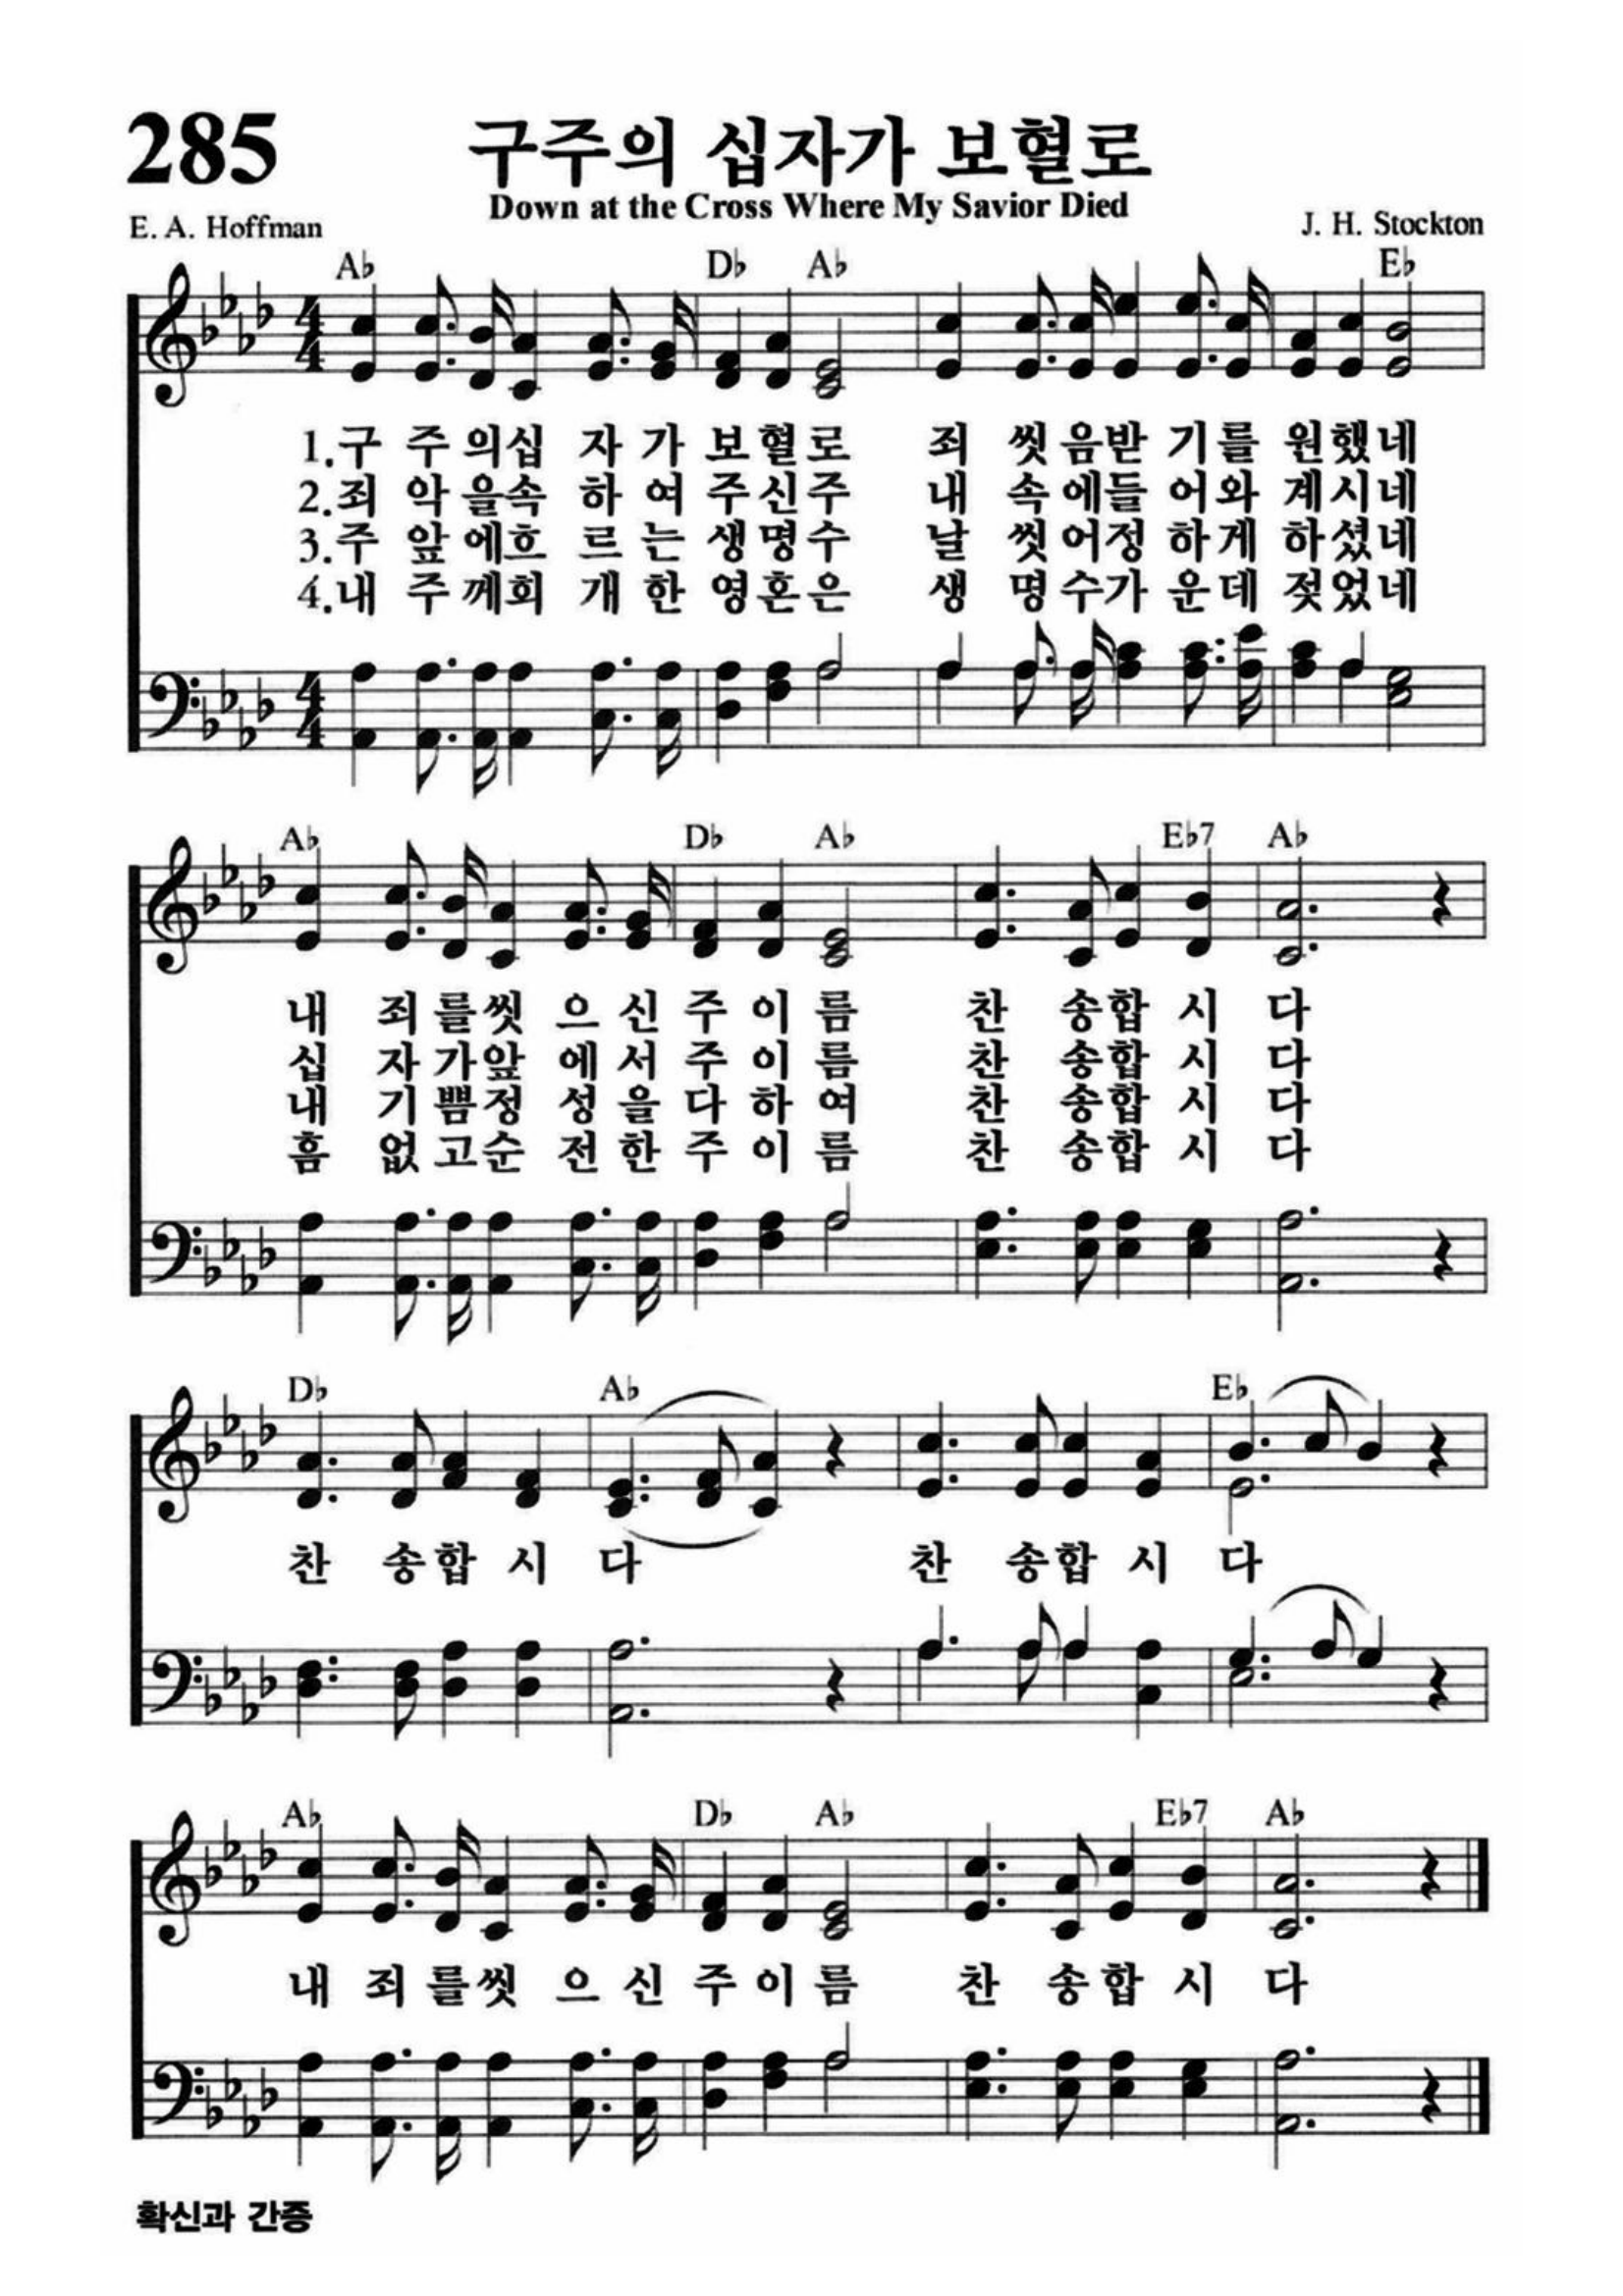 285
구주의 십자가 보혈로
Down at the Cross Where My Savior Died
E. A. Hoffman
J. H. Stockton
A♭ D♭ A♭ E♭
4 4
1.구 주 의십 자 가 보혈로 죄 씻 음받 기를 원했네
2.죄 악 을속 하 여 주신주 내 속 에들 어와 계시네
3.주 앞 에흐 르 는 생명수 날 씻 어정 하게 하셨네
4.내 주 께회 개 한 영혼은 생 명 수가 운데 젖었네
4 4
A♭ D♭ A♭ E♭7 A♭
내 죄 를씻 으 신 주 이 름 찬 송합 시 다
십 자 가앞 에 서 주 이 름 찬 송합 시 다
내 기 쁨정 성 을 다 하 여 찬 송합 시 다
흠 없 고순 전 한 주 이 름 찬 송합 시 다
D♭ A♭ E♭
찬 송합 시 다 찬 송합 시 다
A♭ D♭ A♭ E♭7 A♭
내 죄 를씻 으 신 주 이 름 찬 송 합 시 다
확신과 간증